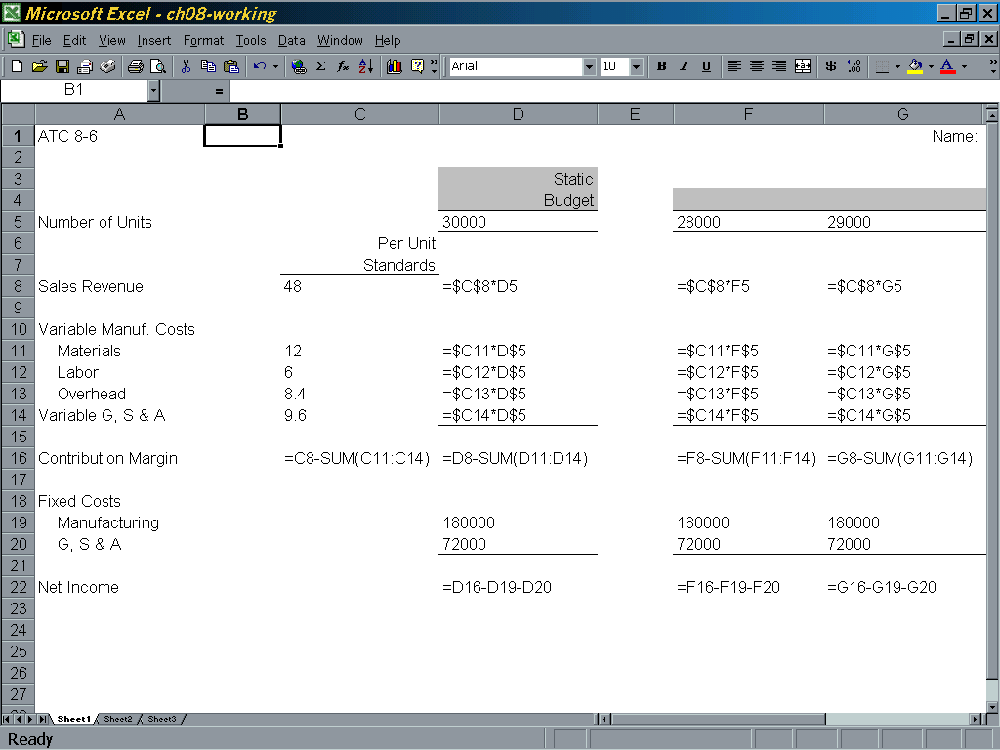 Microsoft Excel - ch08-working
File Edit View Insert Format Tools Data Window Help
Arial 10 B I U $
B1 =
A B C D E F G
1 ATC 8-6 Name:
2
3 Static
4 Budget
5 Number of Units 30000 28000 29000
6 Per Unit
7 Standards
8 Sales Revenue 48 =$C$8*D5 =$C$8*F5 =$C$8*G5
9
10 Variable Manuf. Costs
11 Materials 12 =$C11*D$5 =$C11*F$5 =$C11*G$5
12 Labor 6 =$C12*D$5 =$C12*F$5 =$C12*G$5
13 Overhead 8.4 =$C13*D$5 =$C13*F$5 =$C13*G$5
14 Variable G, S & A 9.6 =$C14*D$5 =$C14*F$5 =$C14*G$5
15
16 Contribution Margin =C8-SUM(C11:C14) =D8-SUM(D11:D14) =F8-SUM(F11:F14) =G8-SUM(G11:G14)
17
18 Fixed Costs
19 Manufacturing 180000 180000 180000
20 G, S & A 72000 72000 72000
21
22 Net Income =D16-D19-D20 =F16-F19-F20 =G16-G19-G20
23
24
25
26
27
Sheet1 Sheet2 Sheet3
Ready